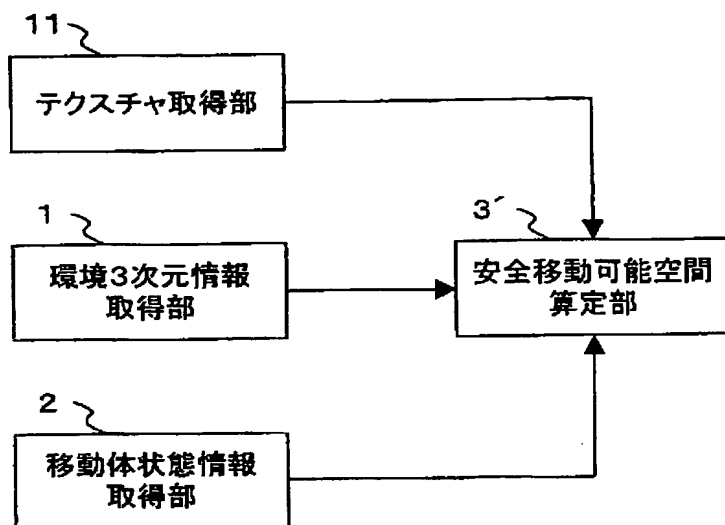 11
テクスチャ取得部
1
環境3次元情報
取得部
3´
安全移動可能空間
算定部
2
移動体状態情報
取得部